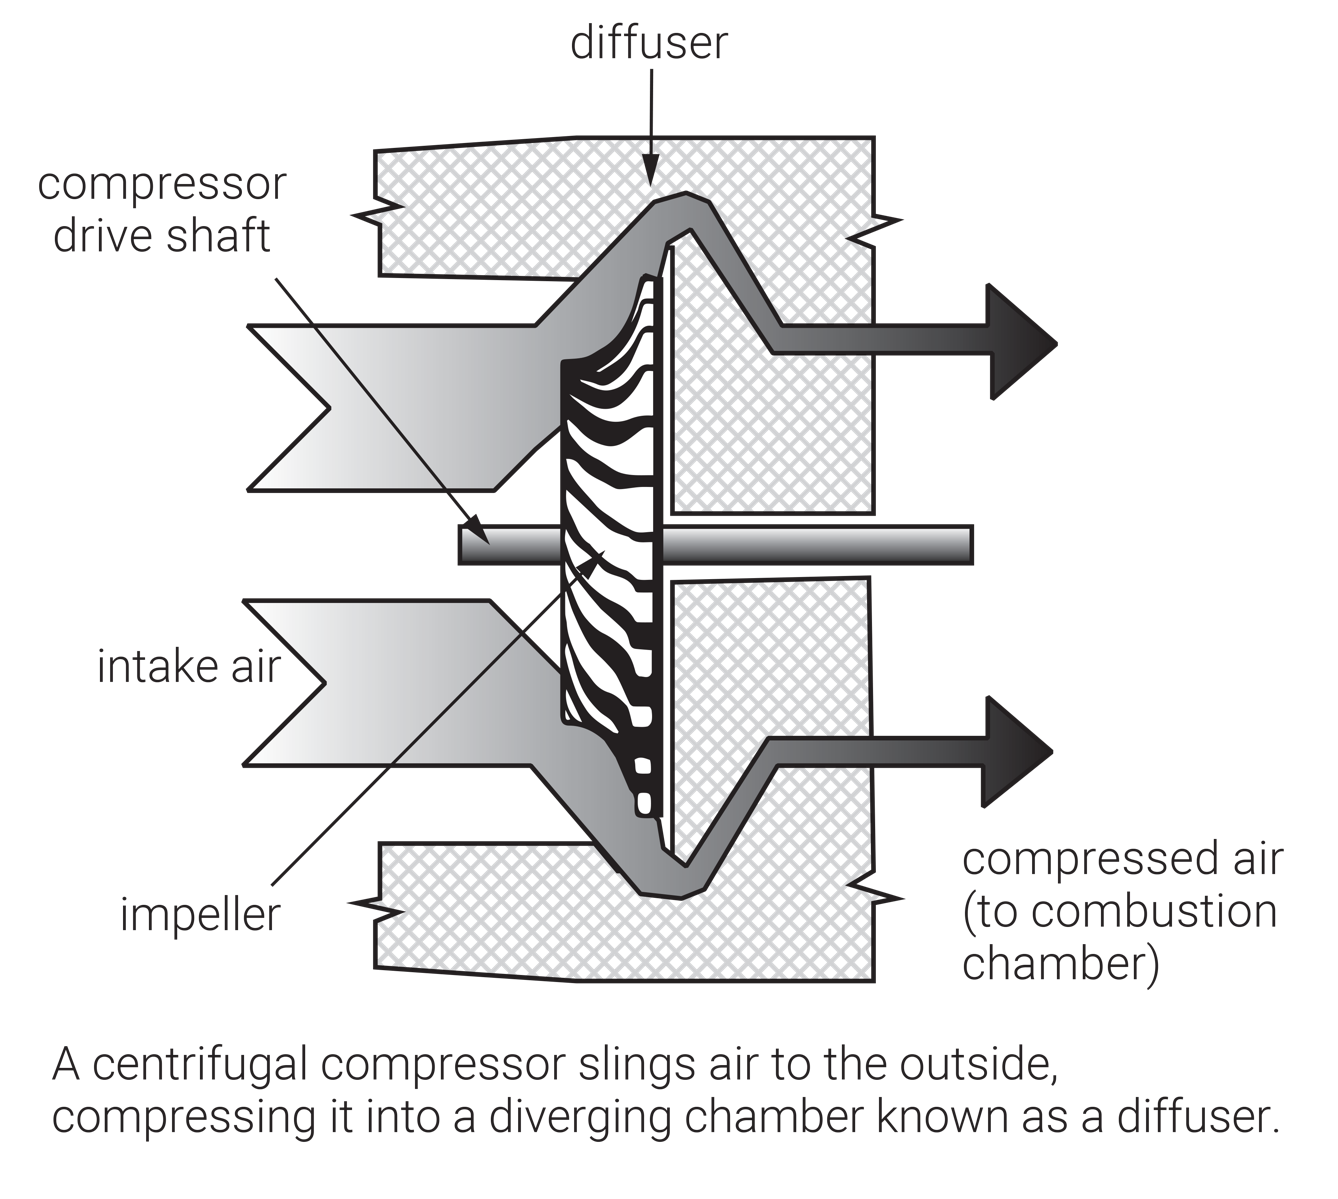 diffuser
compressor
drive shaft
intake air
impeller
compressed air
(to combustion
chamber)
A centrifugal compressor slings air to the outside,
compressing it into a diverging chamber known as a diffuser.